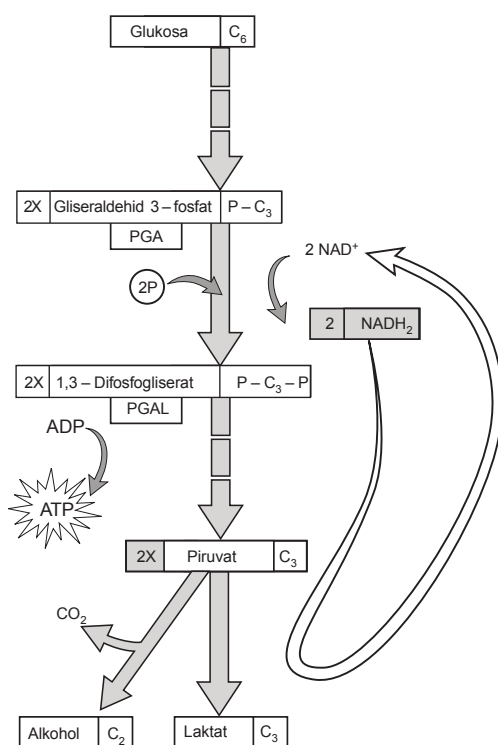 Glukosa C₆
2X Gliseraldehid 3 – fosfat P – C₃
PGA
2 NAD⁺
2P
2 NADH₂
2X 1,3 – Difosfogliserat P – C₃ – P
PGAL
ADP
ATP
2X Piruvat C₃
CO₂
Alkohol C₂ Laktat C₃